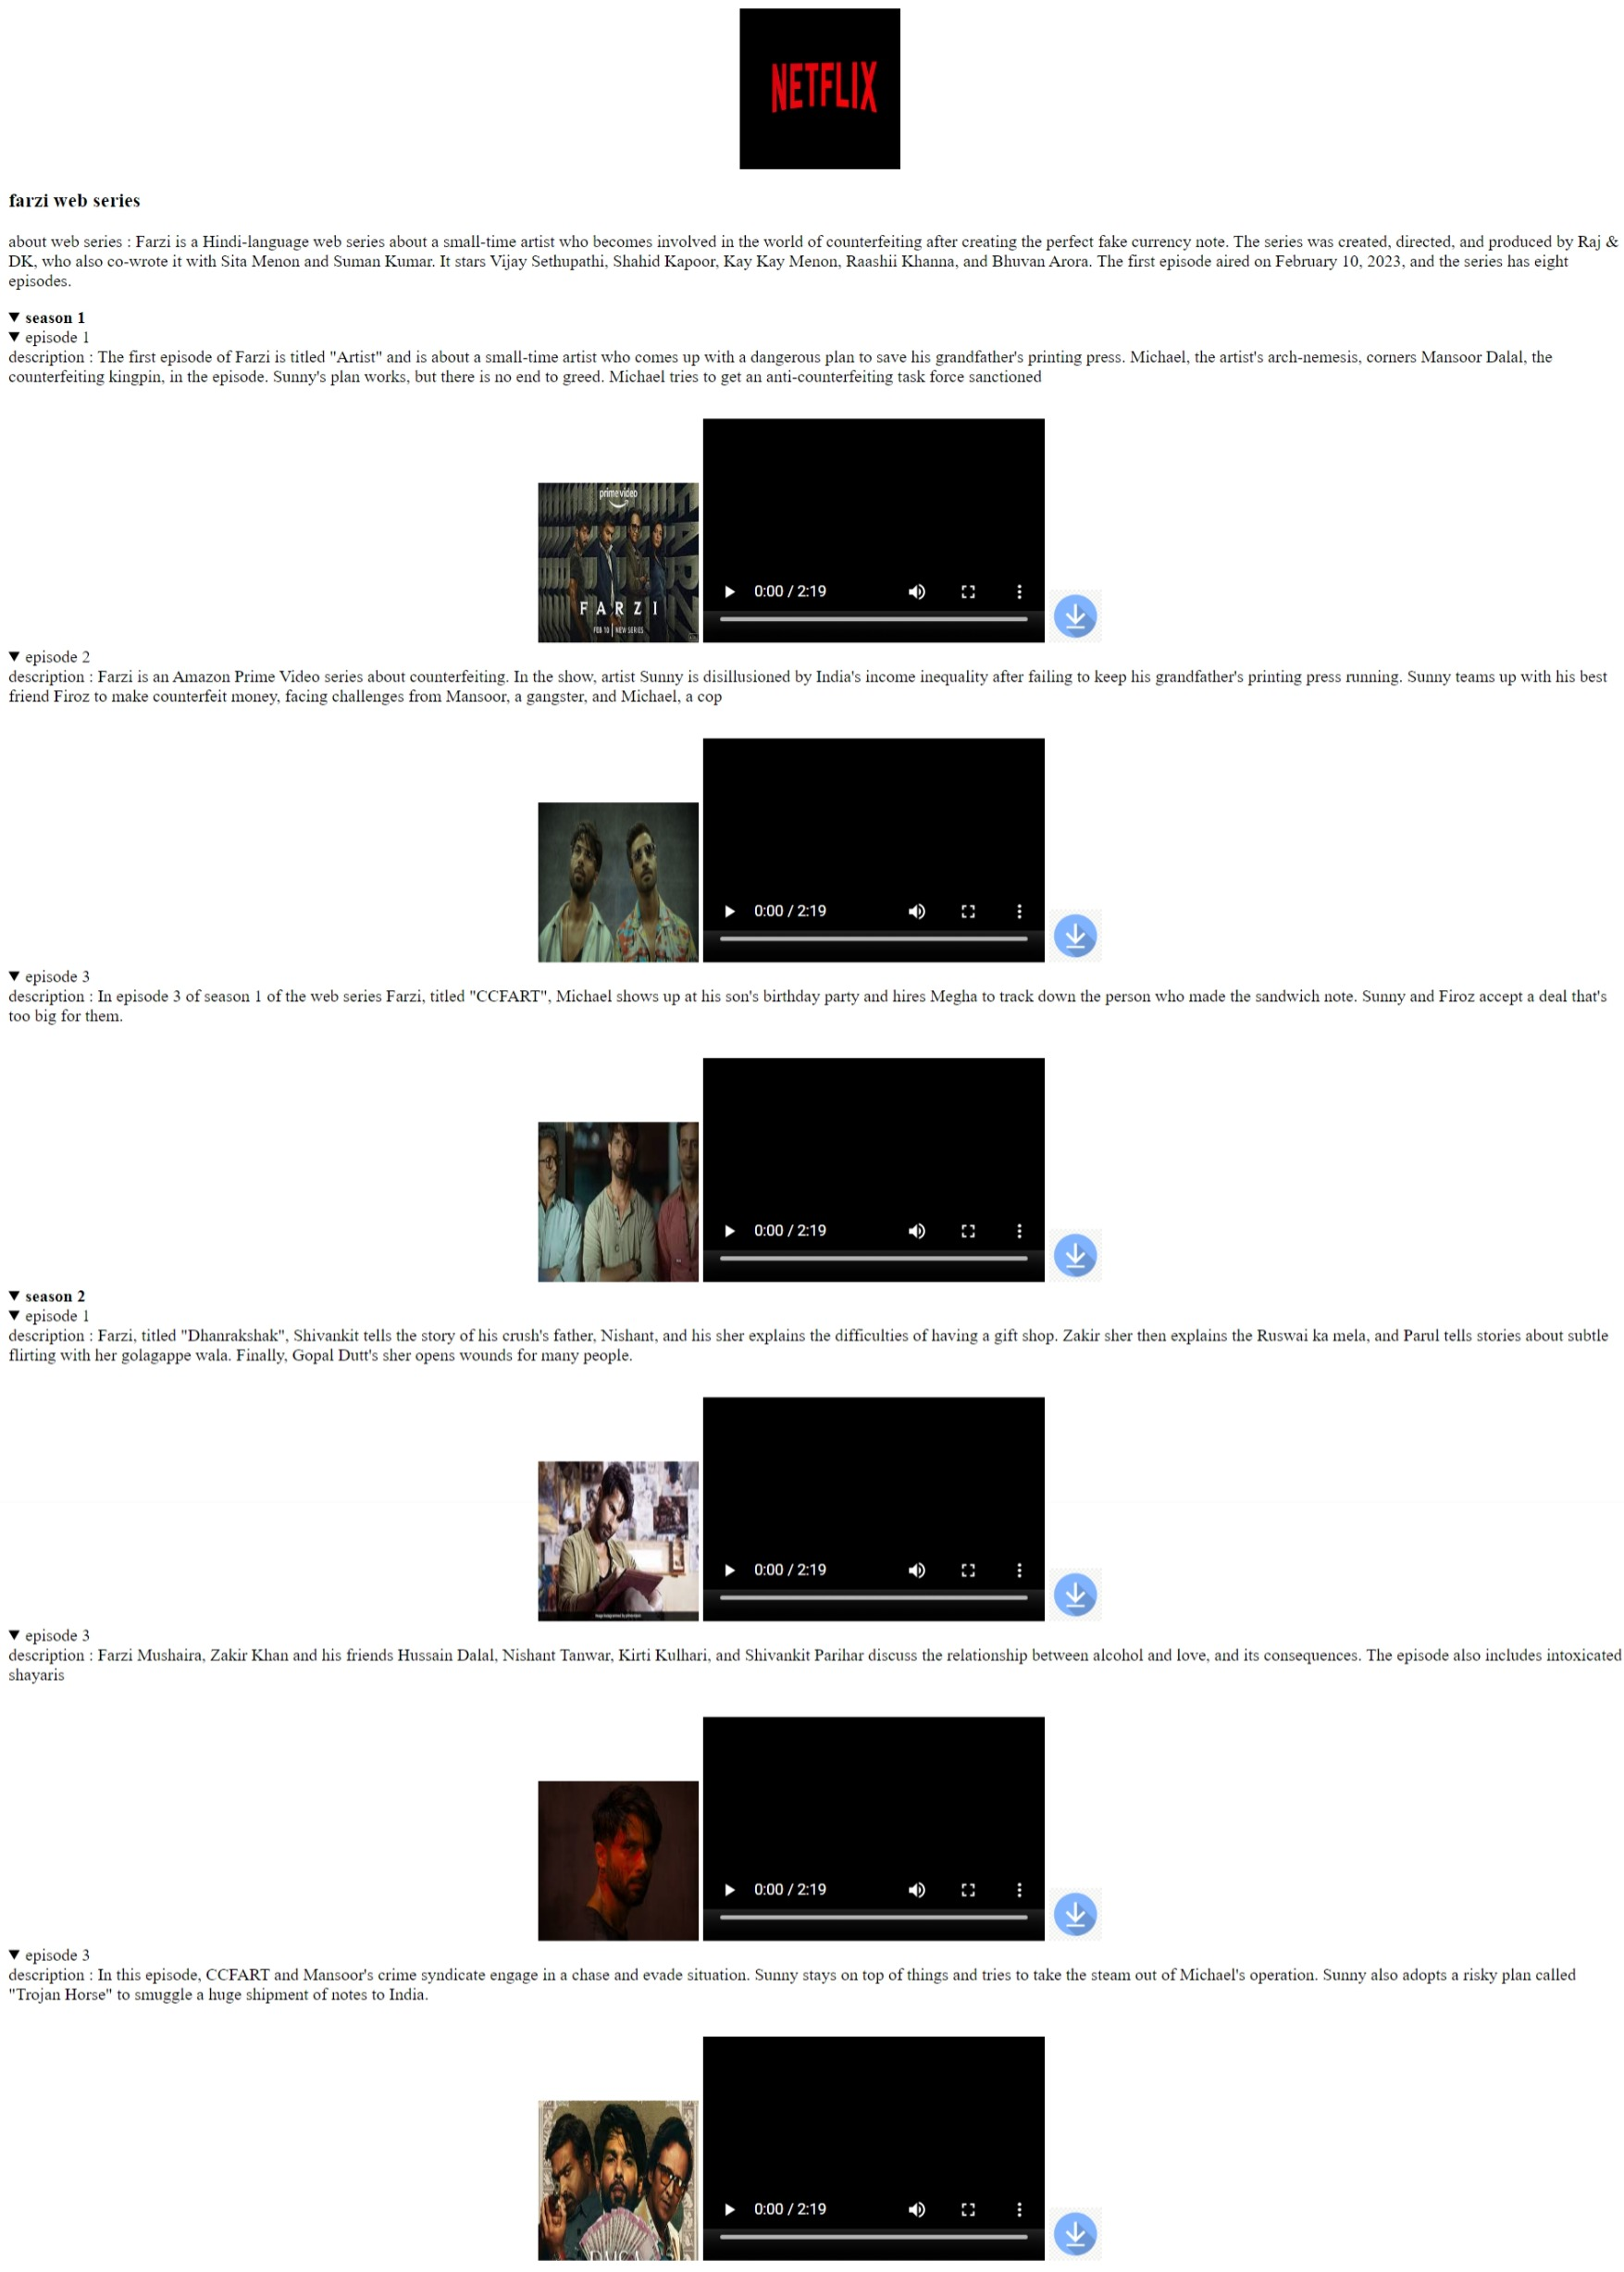 NETFLIX
farzi web series
about web series : Farzi is a Hindi-language web series about a small-time artist who becomes involved in the world of counterfeiting after creating the perfect fake currency note. The series was created, directed, and produced by Raj &
DK, who also co-wrote it with Sita Menon and Suman Kumar. It stars Vijay Sethupathi, Shahid Kapoor, Kay Kay Menon, Raashii Khanna, and Bhuvan Arora. The first episode aired on February 10, 2023, and the series has eight
episodes.
▼ season 1
▼ episode 1
description : The first episode of Farzi is titled "Artist" and is about a small-time artist who comes up with a dangerous plan to save his grandfather's printing press. Michael, the artist's arch-nemesis, corners Mansoor Dalal, the
counterfeiting kingpin, in the episode. Sunny's plan works, but there is no end to greed. Michael tries to get an anti-counterfeiting task force sanctioned
prime video
FARZI
FEB 10 | NEW SERIES
0:00 / 2:19
▼ episode 2
description : Farzi is an Amazon Prime Video series about counterfeiting. In the show, artist Sunny is disillusioned by India's income inequality after failing to keep his grandfather's printing press running. Sunny teams up with his best
friend Firoz to make counterfeit money, facing challenges from Mansoor, a gangster, and Michael, a cop
0:00 / 2:19
▼ episode 3
description : In episode 3 of season 1 of the web series Farzi, titled "CCFART", Michael shows up at his son's birthday party and hires Megha to track down the person who made the sandwich note. Sunny and Firoz accept a deal that's
too big for them.
0:00 / 2:19
▼ season 2
▼ episode 1
description : Farzi, titled "Dhanrakshak", Shivankit tells the story of his crush's father, Nishant, and his sher explains the difficulties of having a gift shop. Zakir sher then explains the Ruswai ka mela, and Parul tells stories about subtle
flirting with her golagappe wala. Finally, Gopal Dutt's sher opens wounds for many people.
0:00 / 2:19
▼ episode 3
description : Farzi Mushaira, Zakir Khan and his friends Hussain Dalal, Nishant Tanwar, Kirti Kulhari, and Shivankit Parihar discuss the relationship between alcohol and love, and its consequences. The episode also includes intoxicated
shayaris
0:00 / 2:19
▼ episode 3
description : In this episode, CCFART and Mansoor's crime syndicate engage in a chase and evade situation. Sunny stays on top of things and tries to take the steam out of Michael's operation. Sunny also adopts a risky plan called
"Trojan Horse" to smuggle a huge shipment of notes to India.
0:00 / 2:19